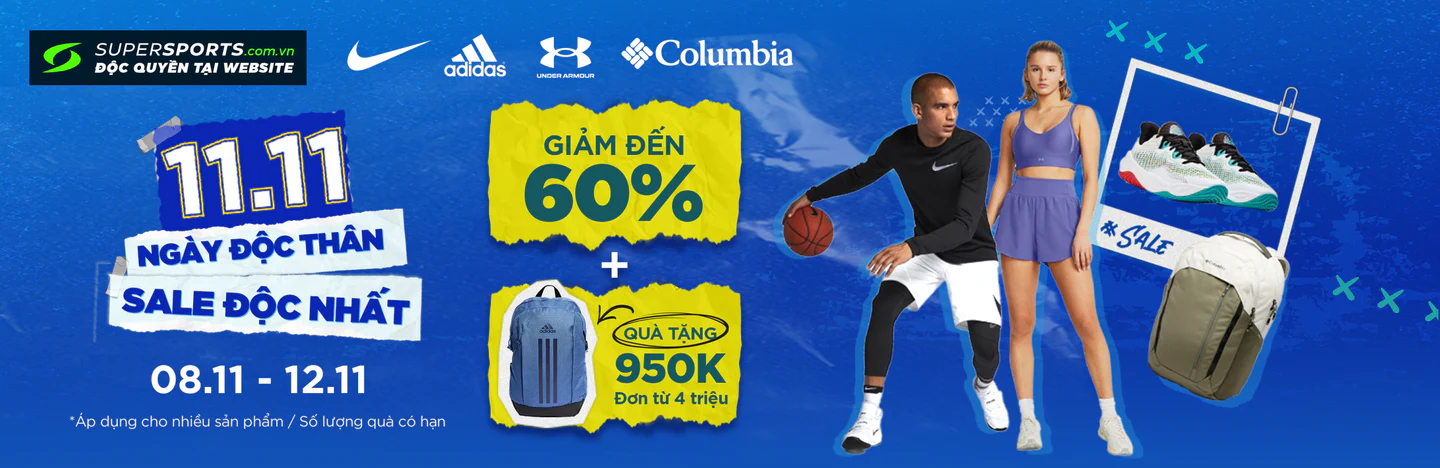 SUPERSPORTS.com.vn
ĐỘC QUYỀN TẠI WEBSITE
adidas
UNDER ARMOUR
Columbia
11.11
NGÀY ĐỘC THÂN
SALE ĐỘC NHẤT
08.11 - 12.11
*Áp dụng cho nhiều sản phẩm / Số lượng quà có hạn
GIẢM ĐẾN
60%
+
adidas
QUÀ TẶNG
950K
Đơn từ 4 triệu
#SALE
Columbia